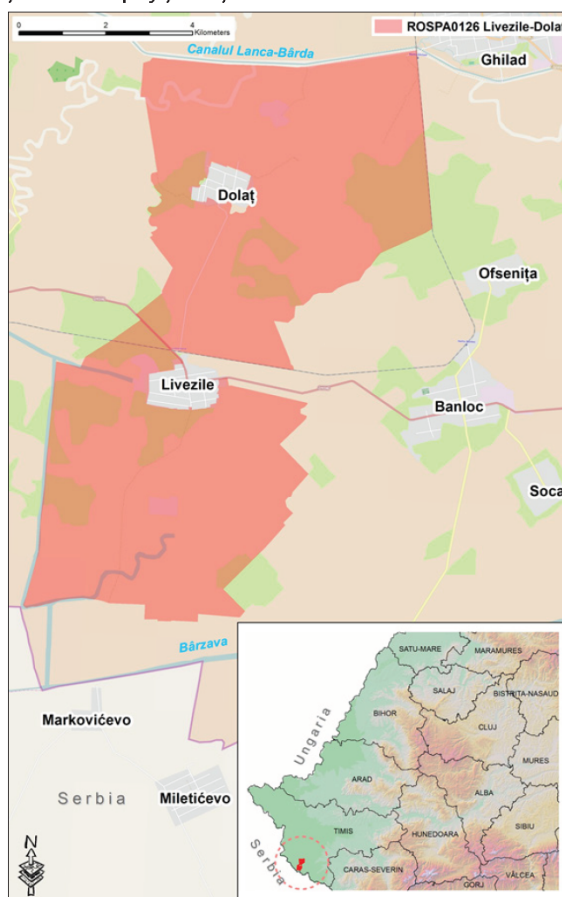 0 2 4
Kilometers
ROSPA0126 Livezile-Dolaț
Canalul Lanca-Bârda
Ghilad
Dolaț
Ofsenița
Livezile
Banloc
Soca
Bârzava
Markovićevo
Serbia
Miletićevo
N
SATU-MARE
MARAMURES
SALAJ
BISTRITA-NASAUD
BIHOR
CLUJ
Ungaria
MURES
ARAD
ALBA
TIMIS
HUNEDOARA
SIBIU
Serbia
CARAS-SEVERIN
GORJ
VÂLCEA